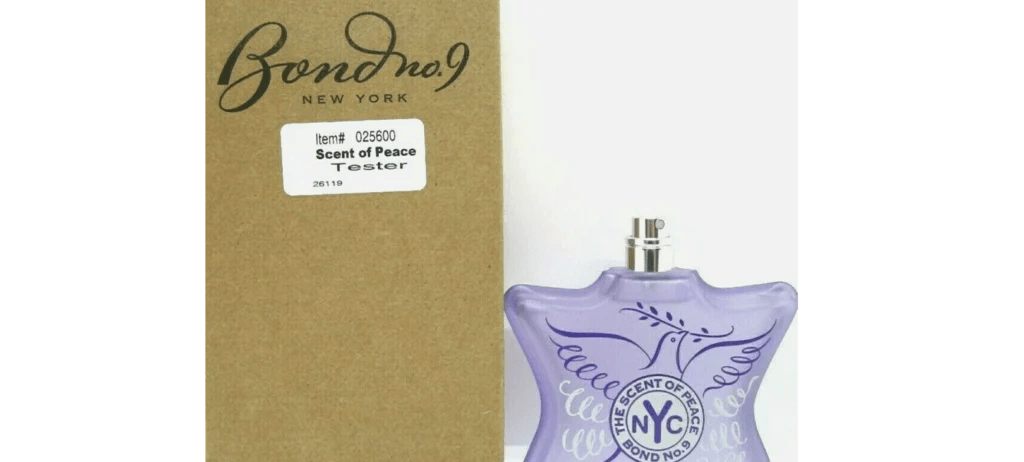 Bond no.9
NEW YORK
Item# 025600
Scent of Peace
Tester
26119
THE SCENT OF PEACE
NYC
BOND No.9